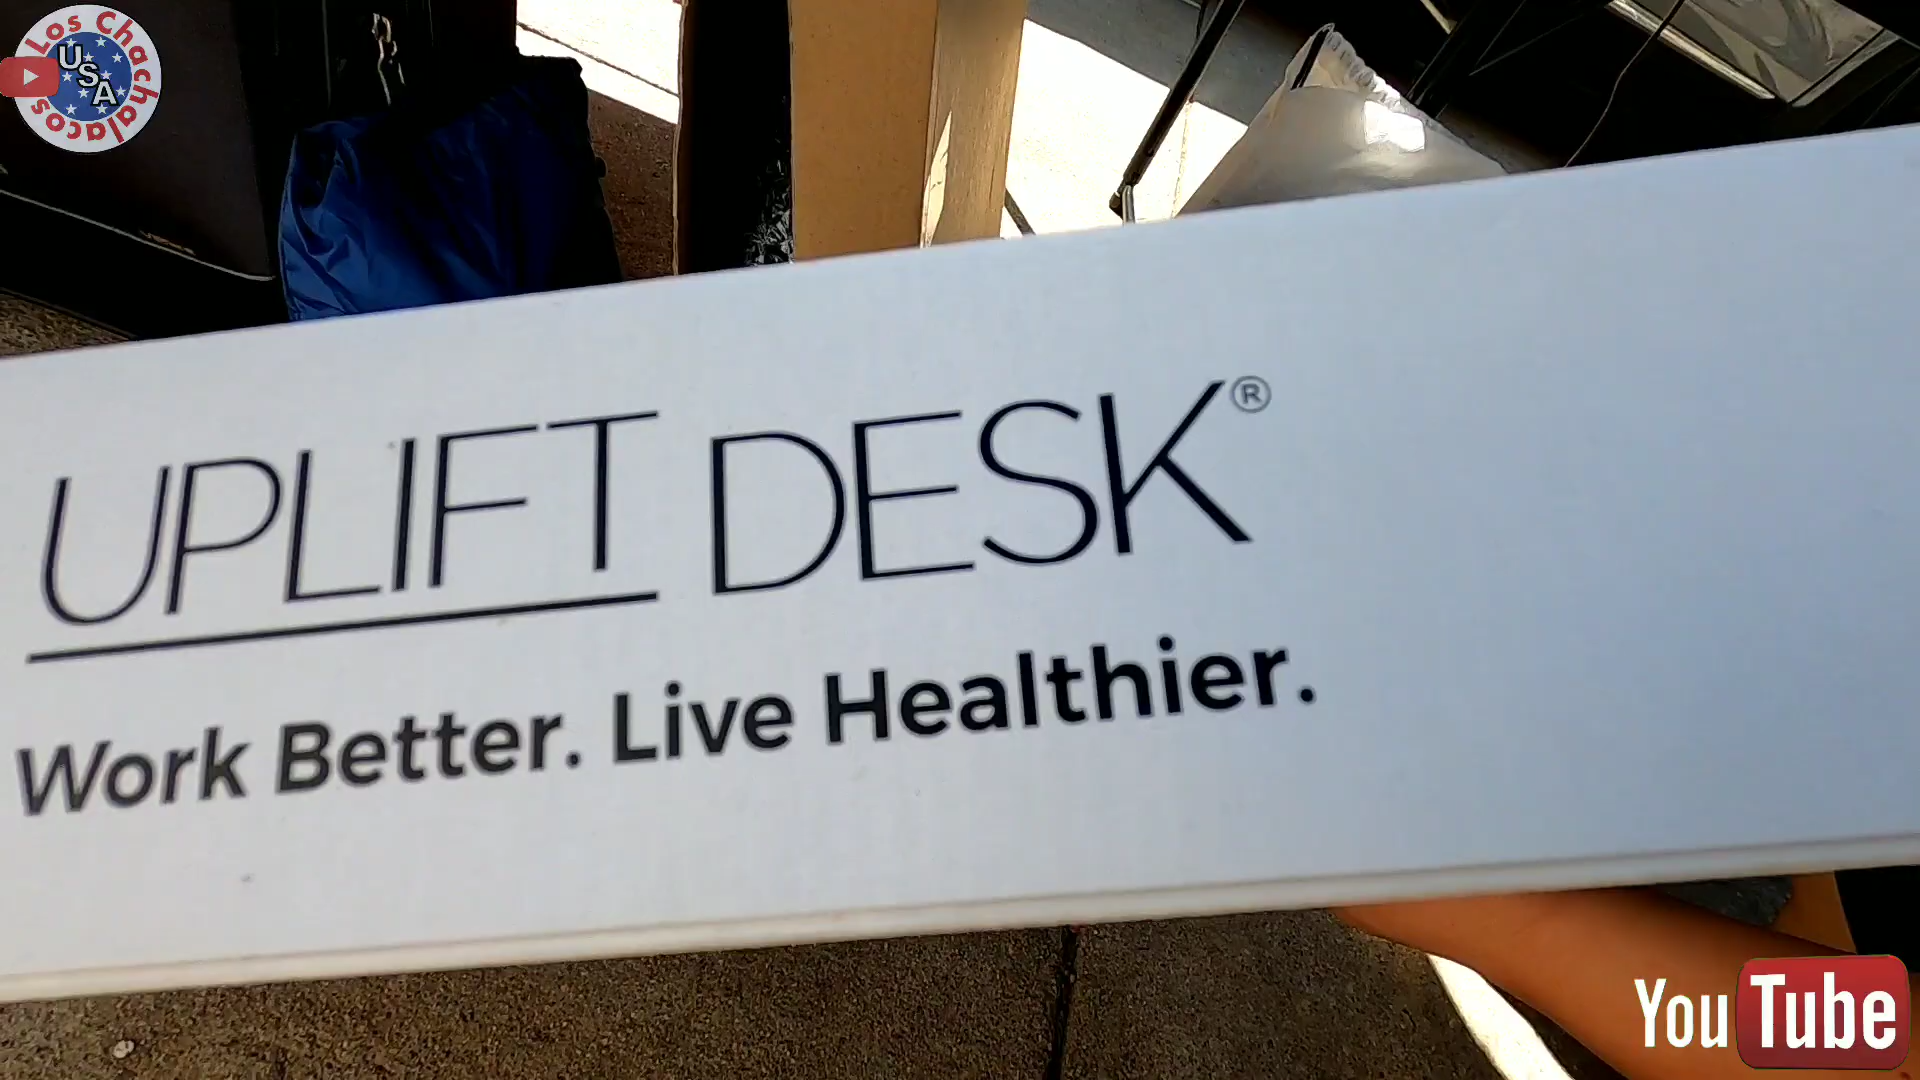 Los Chachalacos
USA
UPLIFT DESK®
Work Better. Live Healthier.
YouTube